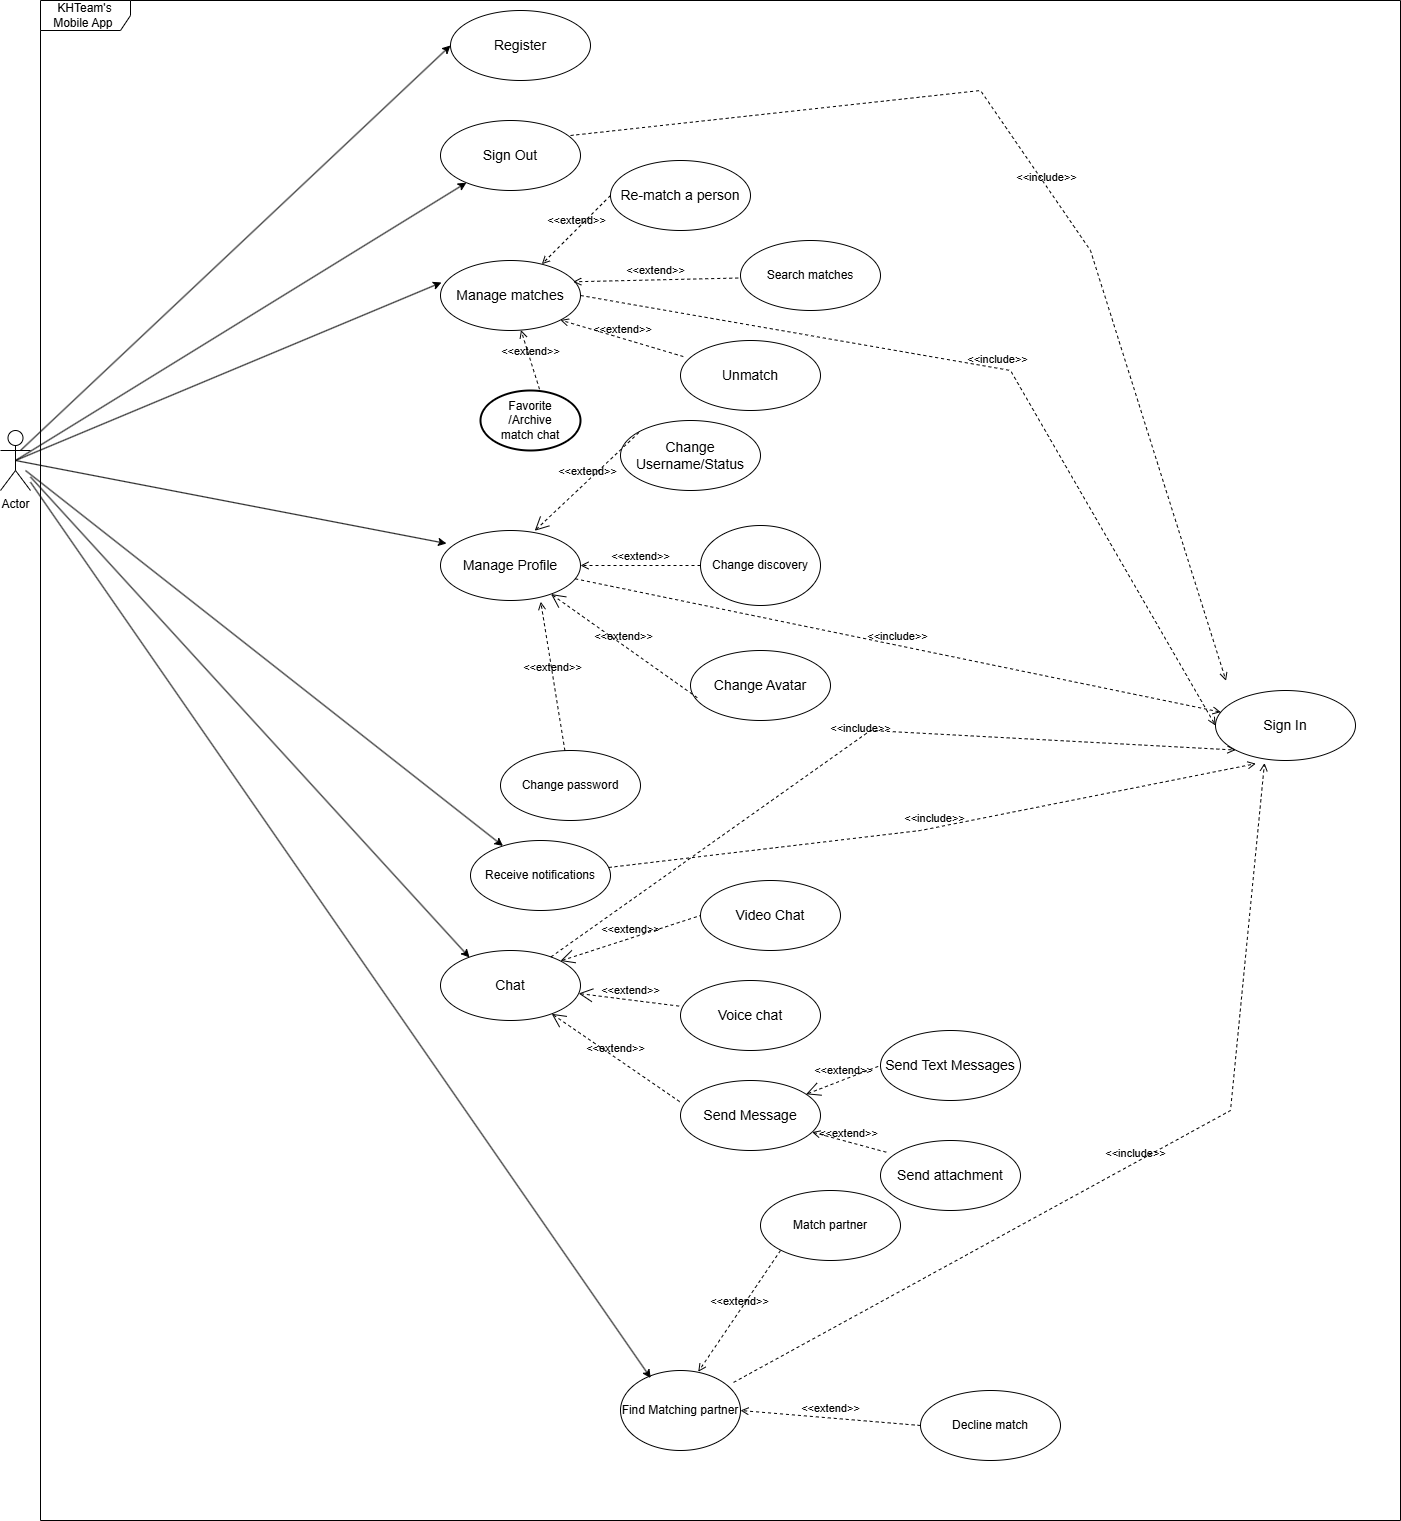 KHTeam's
Mobile App
Register
Sign Out
<<include>>
Re-match a person
<<extend>>
Search matches
<<extend>>
Manage matches
<<extend>>
<<extend>>
<<include>>
Unmatch
Favorite
/Archive
match chat
Change
Username/Status
<<extend>>
Actor
Manage Profile
<<extend>>
Change discovery
<<extend>>
<<include>>
<<extend>>
Change Avatar
Sign In
<<include>>
Change password
<<include>>
Receive notifications
Video Chat
<<extend>>
Chat
<<extend>>
Voice chat
<<extend>>
Send Text Messages
<<extend>>
Send Message
<<extend>>
<<include>>
Send attachment
Match partner
<<extend>>
Find Matching partner
<<extend>>
Decline match